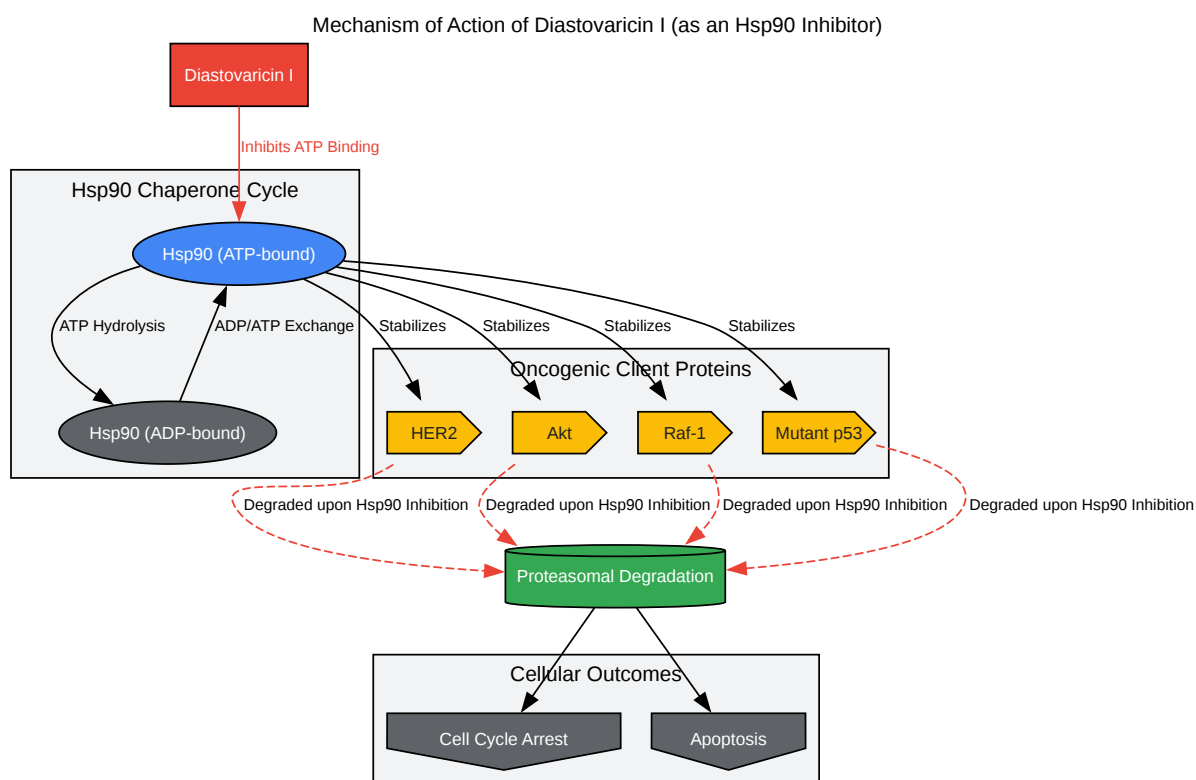 Mechanism of Action of Diastovaricin I (as an Hsp90 Inhibitor)
Diastovaricin I
Inhibits ATP Binding
Hsp90 Chaperone Cycle
Hsp90 (ATP-bound)
ATP Hydrolysis
ADP/ATP Exchange
Stabilizes
Stabilizes
Stabilizes
Stabilizes
Oncogenic Client Proteins
Hsp90 (ADP-bound)
HER2
Akt
Raf-1
Mutant p53
Degraded upon Hsp90 Inhibition
Degraded upon Hsp90 Inhibition
Degraded upon Hsp90 Inhibition
Degraded upon Hsp90 Inhibition
Proteasomal Degradation
Cellular Outcomes
Cell Cycle Arrest
Apoptosis